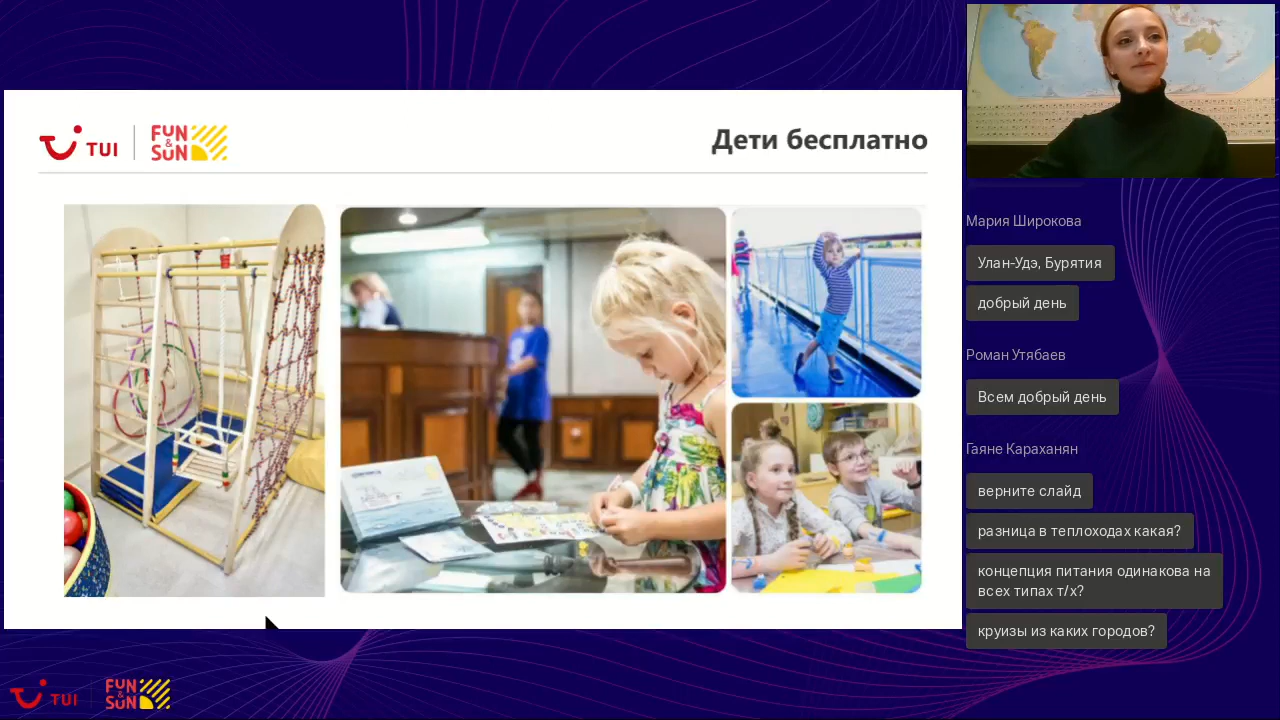 TUI
FUN
&
SUN
Дети бесплатно
Мария Широкова
Улан-Удэ, Бурятия
добрый день
Роман Утябаев
Всем добрый день
Гаяне Караханян
верните слайд
разница в теплоходах какая?
концепция питания одинакова на
всех типах т/х?
круизы из каких городов?
TUI
FUN
&
SUN